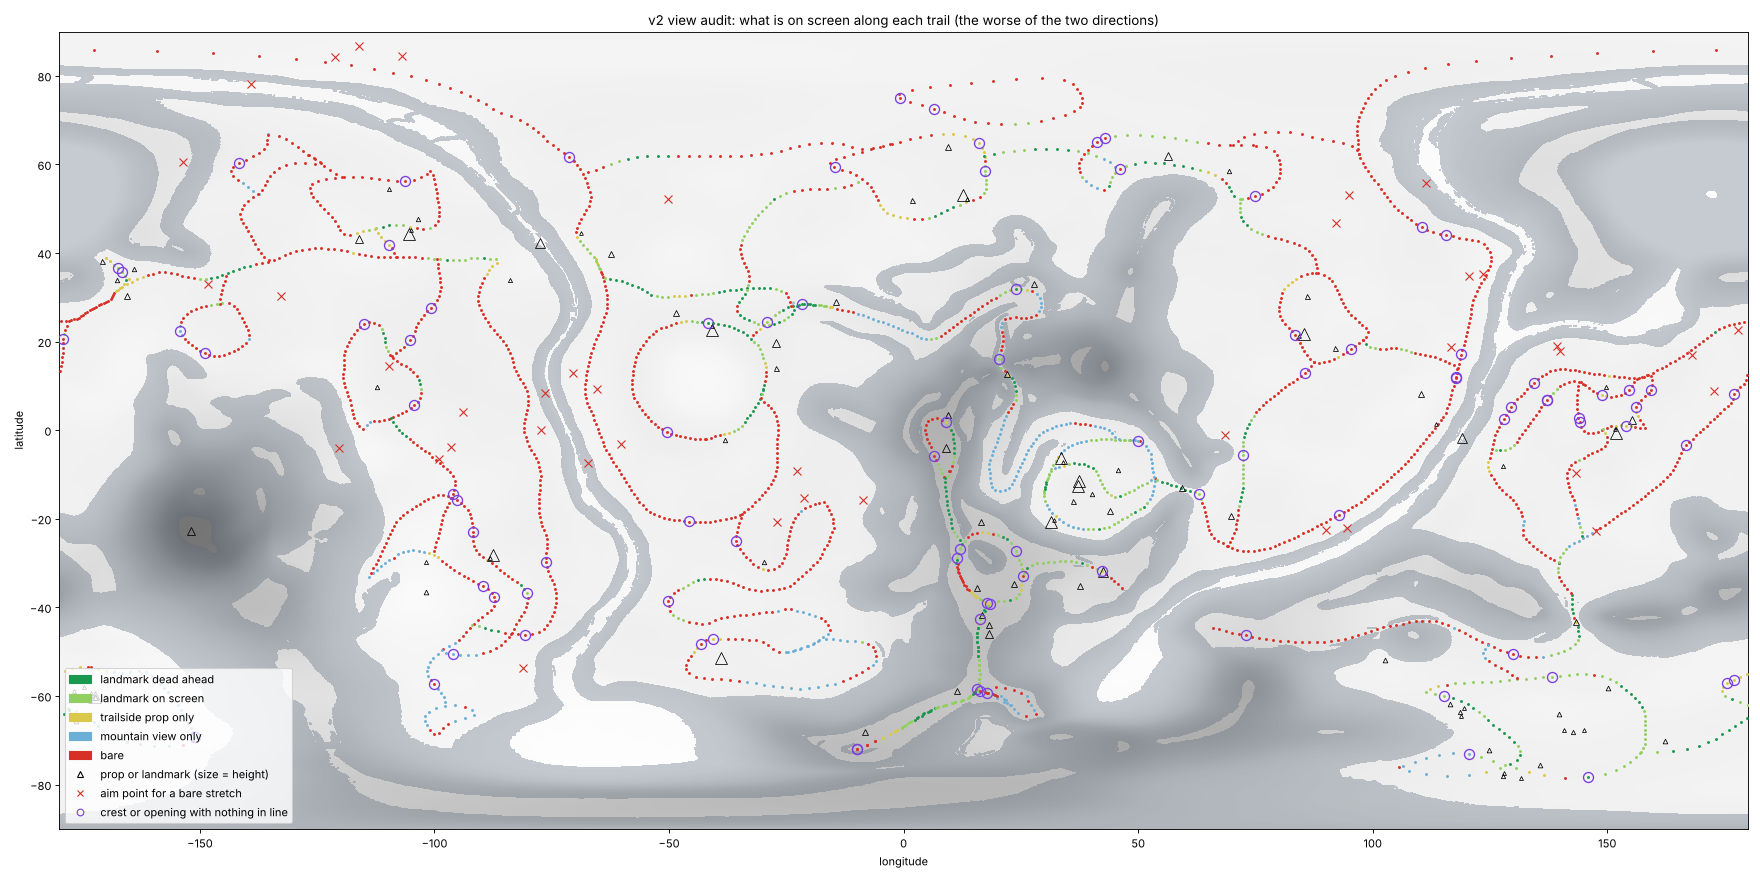 v2 view audit: what is on screen along each trail (the worse of the two directions)
latitude
80
60
40
20
0
−20
−40
−60
−80
landmark dead ahead
landmark on screen
trailside prop only
mountain view only
bare
prop or landmark (size = height)
aim point for a bare stretch
crest or opening with nothing in line
−150
−100
−50
0
50
100
150
longitude